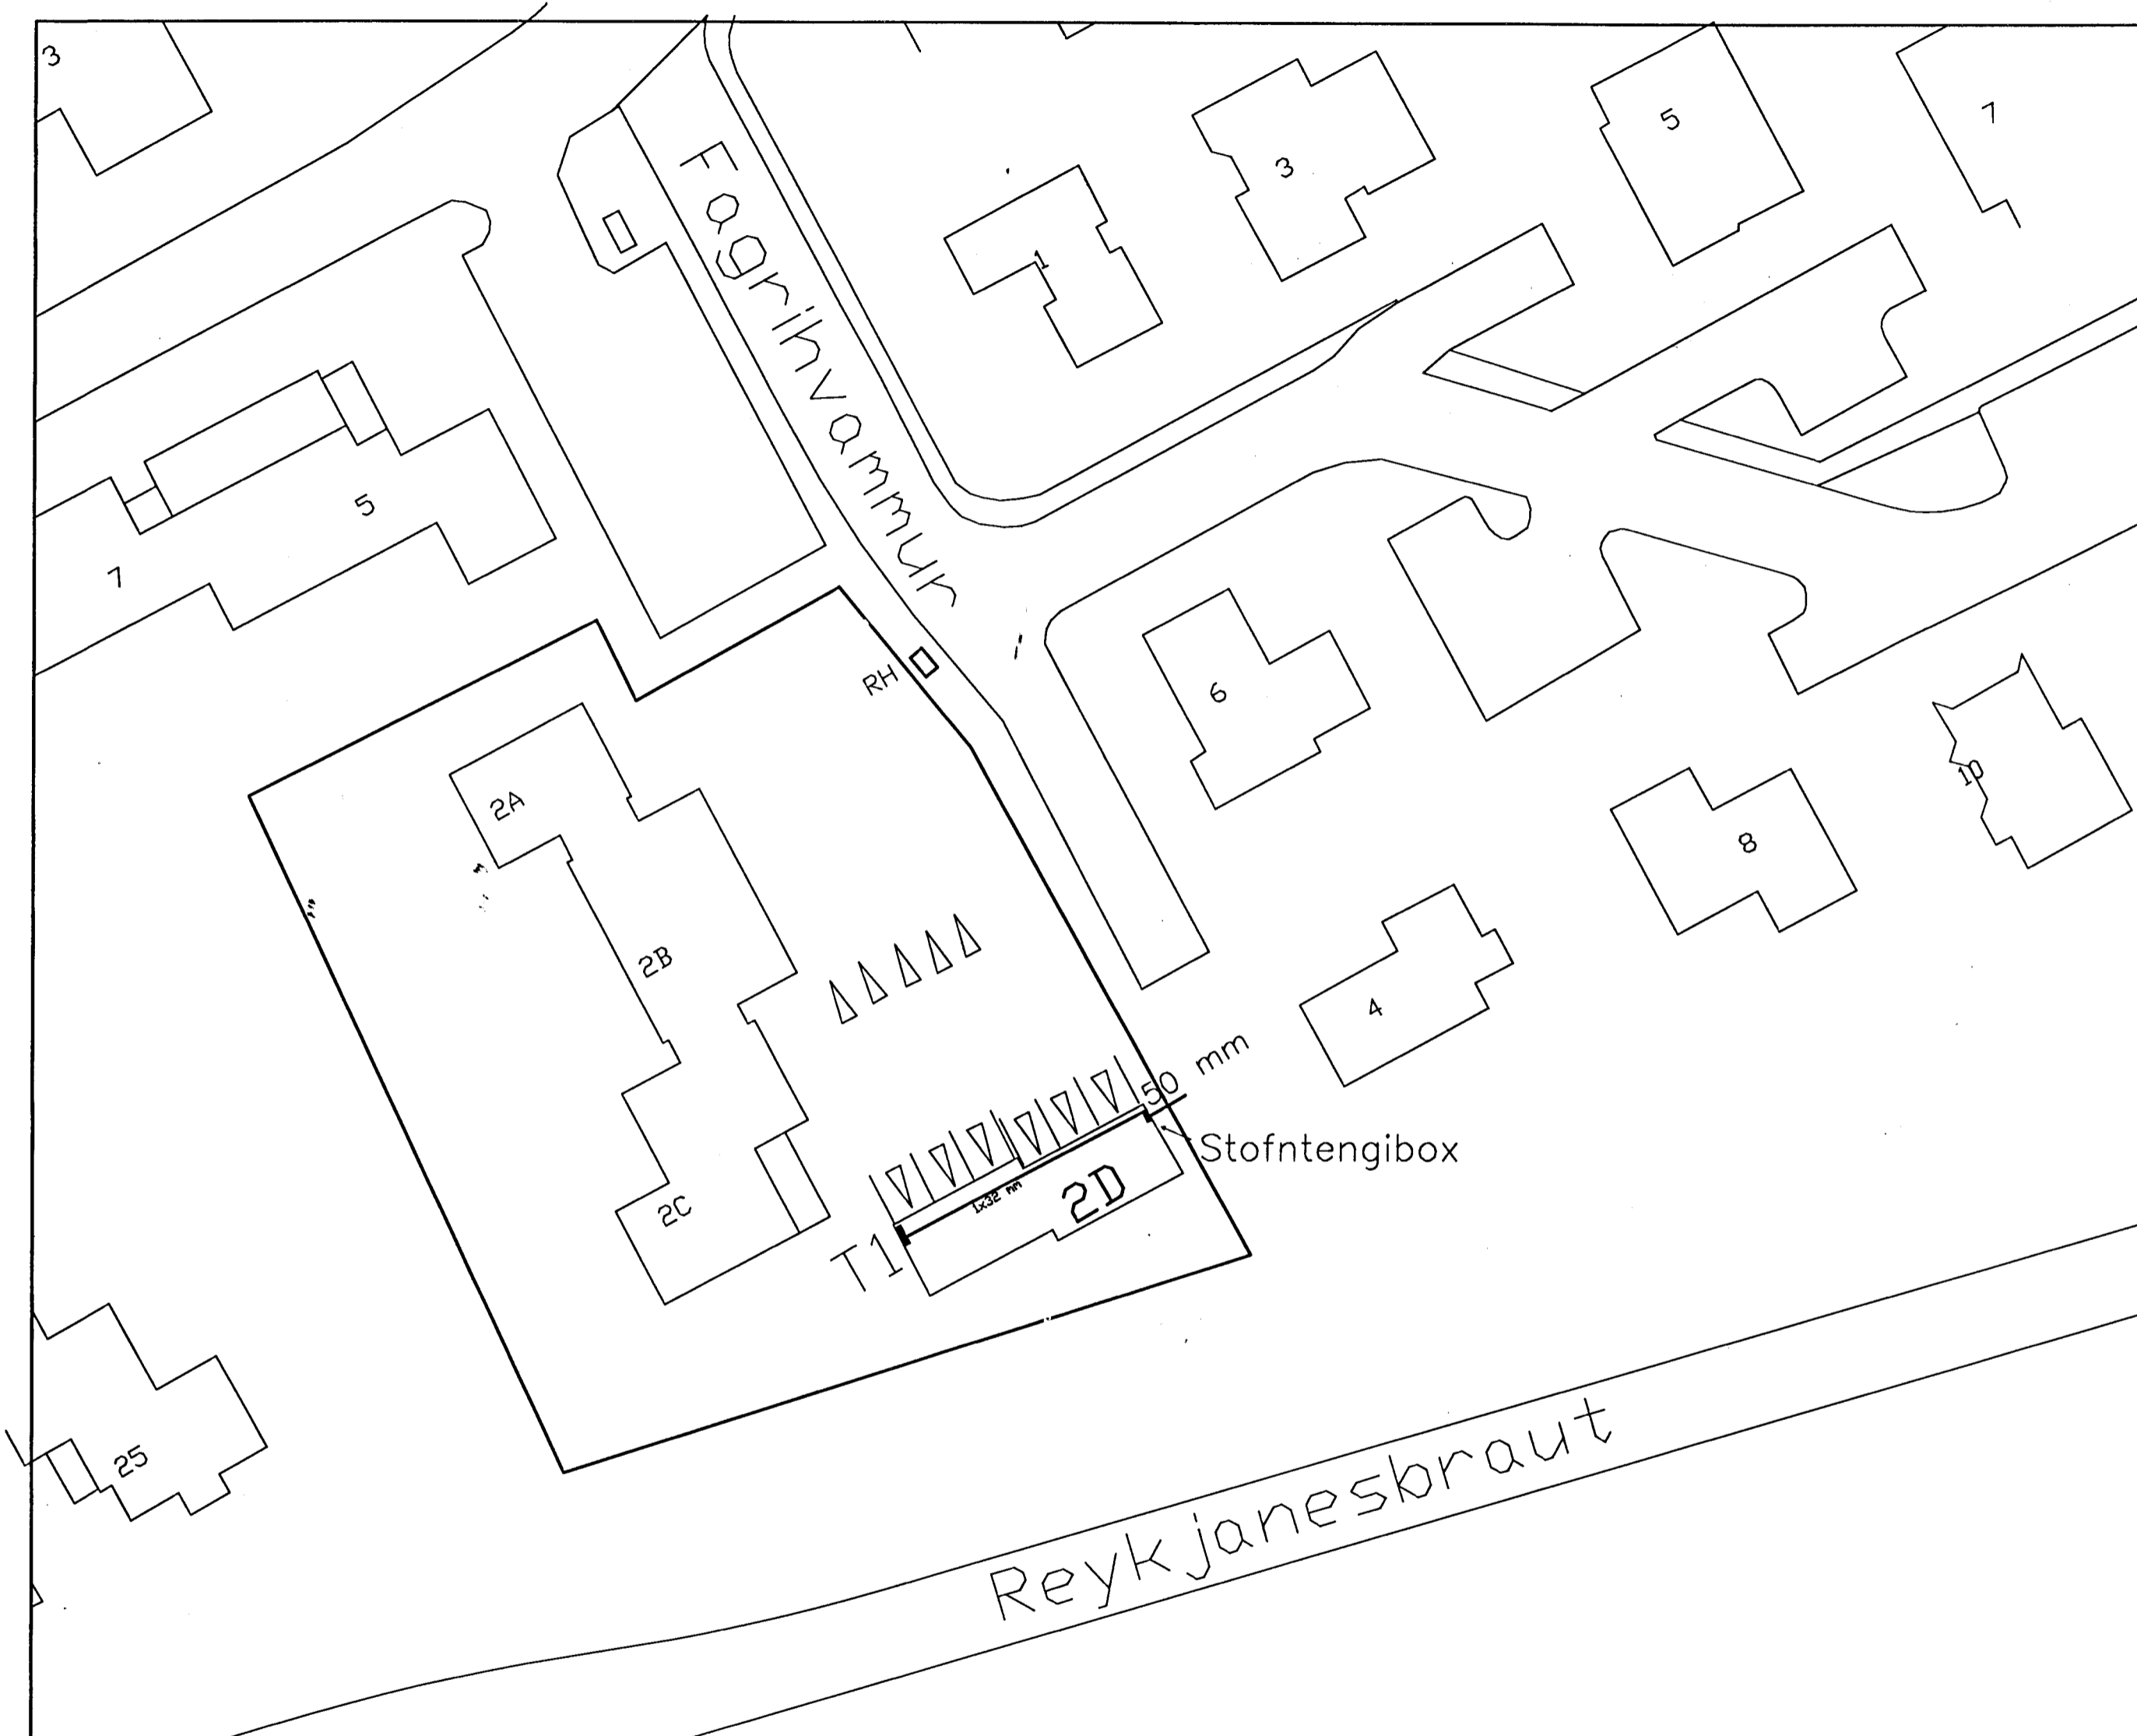 3
5
7
3
1
Fagrihvammur
5
7
6
RH
10
2A
8
2B
4
50 mm
Stofntengibox
2D
1x32 mm
2C
T1
25
Reykjanesbraut